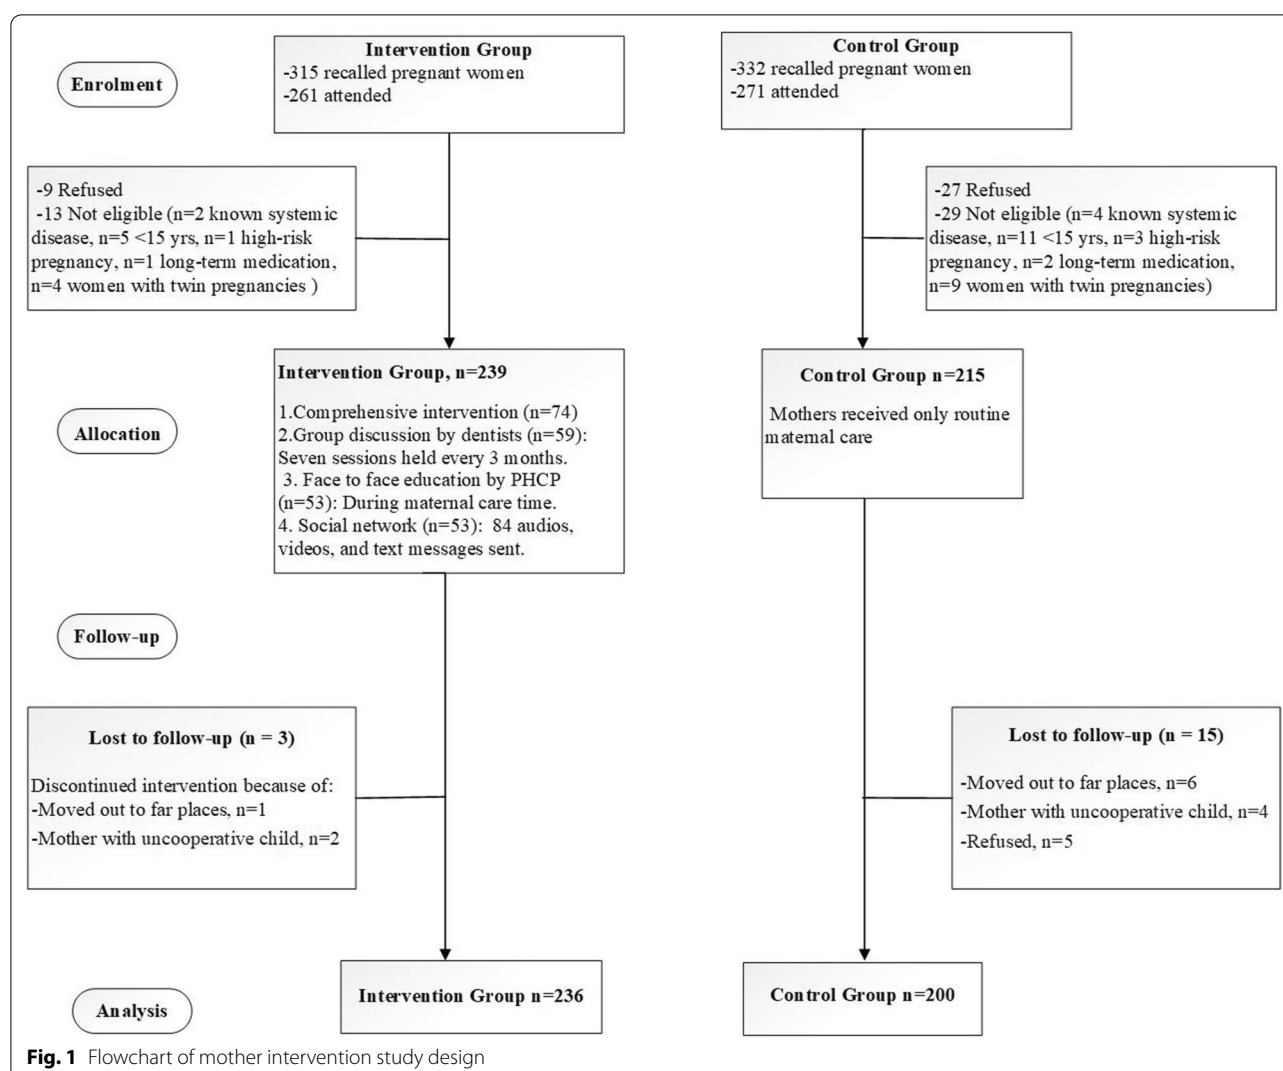 Enrolment
Intervention Group
-315 recalled pregnant women
-261 attended
Control Group
-332 recalled pregnant women
-271 attended
-9 Refused
-13 Not eligible (n=2 known systemic
disease, n=5 <15 yrs, n=1 high-risk
pregnancy, n=1 long-term medication,
n=4 women with twin pregnancies )
-27 Refused
-29 Not eligible (n=4 known systemic
disease, n=11 <15 yrs, n=3 high-risk
pregnancy, n=2 long-term medication,
n=9 women with twin pregnancies)
Allocation
Intervention Group, n=239
1.Comprehensive intervention (n=74)
2.Group discussion by dentists (n=59):
Seven sessions held every 3 months.
3. Face to face education by PHCP
(n=53): During maternal care time.
4. Social network (n=53): 84 audios,
videos, and text messages sent.
Control Group n=215
Mothers received only routine
maternal care
Follow-up
Lost to follow-up (n = 3)
Discontinued intervention because of:
-Moved out to far places, n=1
-Mother with uncooperative child, n=2
Lost to follow-up (n = 15)
-Moved out to far places, n=6
-Mother with uncooperative child, n=4
-Refused, n=5
Analysis
Intervention Group n=236
Control Group n=200
Fig. 1 Flowchart of mother intervention study design